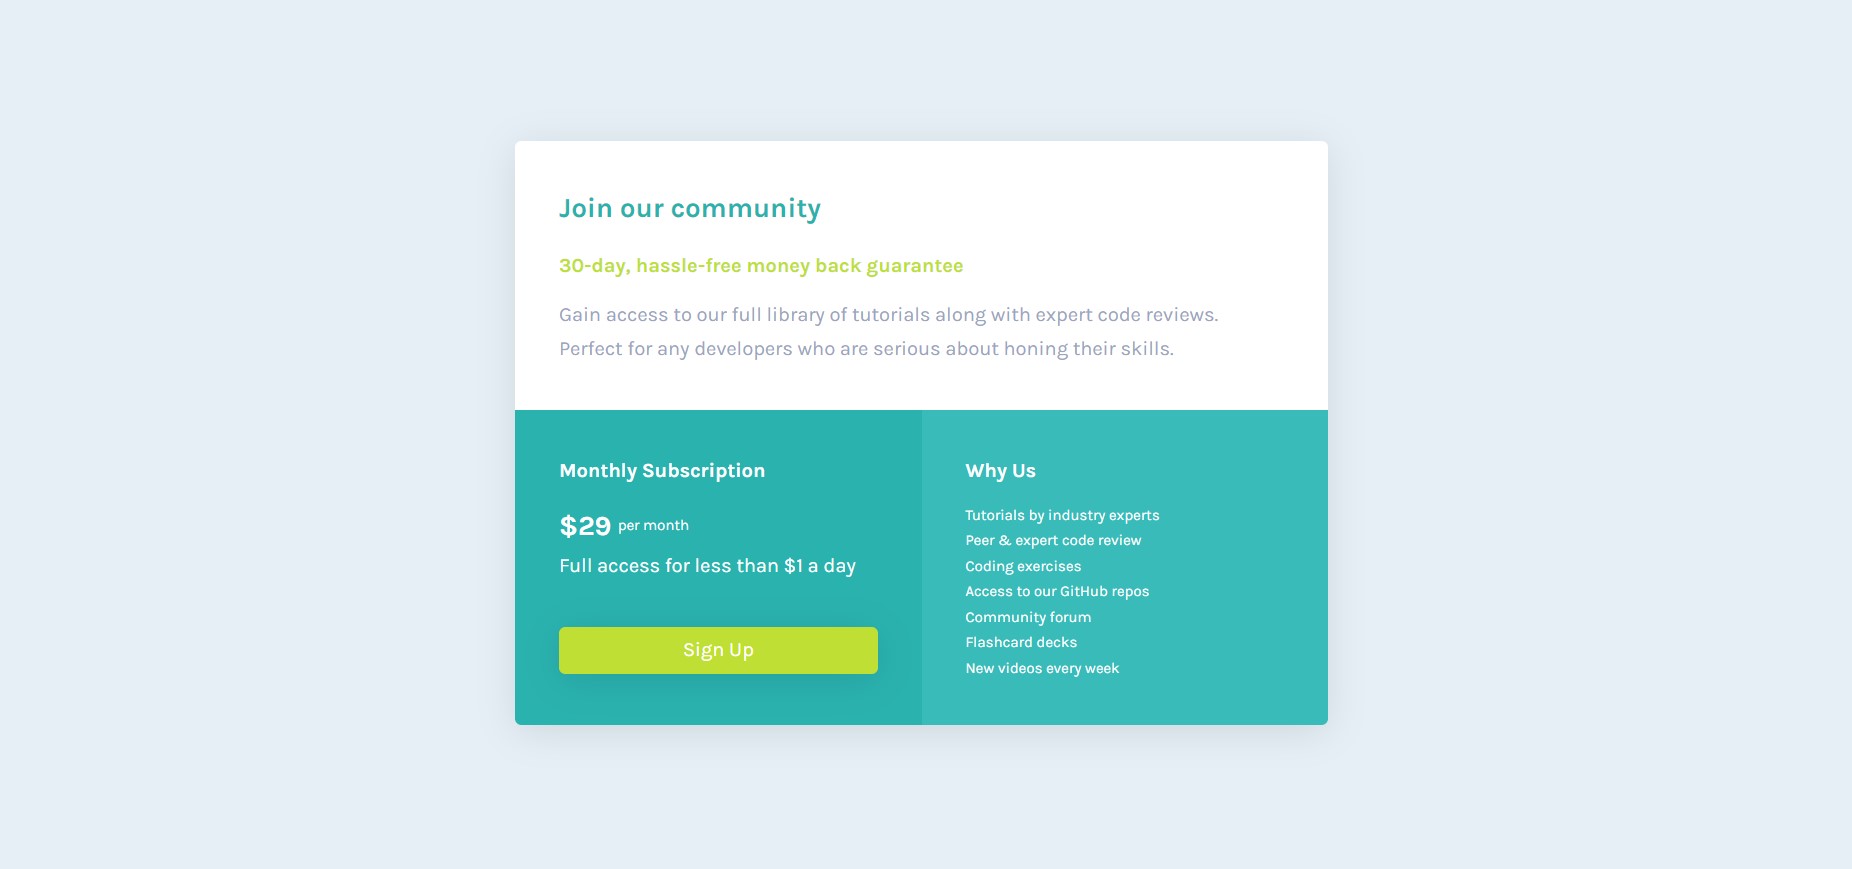 Join our community
30-day, hassle-free money back guarantee
Gain access to our full library of tutorials along with expert code reviews.
Perfect for any developers who are serious about honing their skills.
Monthly Subscription
$29 per month
Full access for less than $1 a day
Sign Up
Why Us
Tutorials by industry experts
Peer & expert code review
Coding exercises
Access to our GitHub repos
Community forum
Flashcard decks
New videos every week